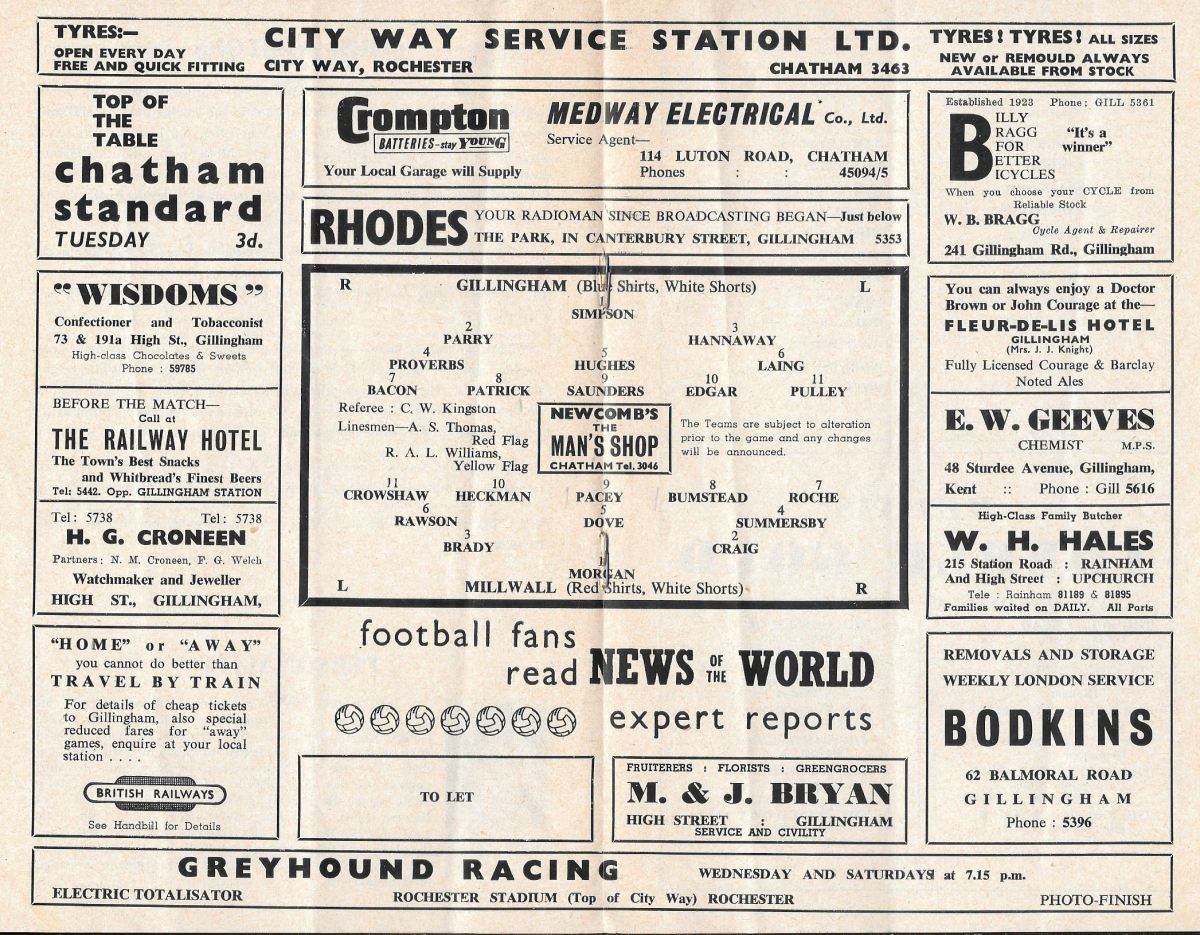 TYRES:—
OPEN EVERY DAY
FREE AND QUICK FITTING
CITY WAY SERVICE STATION LTD.
CITY WAY, ROCHESTER CHATHAM 3463
TYRES! TYRES! ALL SIZES
NEW or REMOULD ALWAYS
AVAILABLE FROM STOCK
TOP OF
THE
TABLE
chatham
standard
TUESDAY 3d.
Crompton
BATTERIES-stay YOUNG
Your Local Garage will Supply
MEDWAY ELECTRICAL Co., Ltd.
Service Agent—
114 LUTON ROAD, CHATHAM
Phones : : 45094/5
Established 1923 Phone: GILL 5361
BILLY
BRAGG
FOR
BETTER
BICYCLES
"It's a
winner"
When you choose your CYCLE from
Reliable Stock
W. B. BRAGG
Cycle Agent & Repairer
241 Gillingham Rd., Gillingham
RHODES
YOUR RADIOMAN SINCE BROADCASTING BEGAN—Just below
THE PARK, IN CANTERBURY STREET, GILLINGHAM 5353
"WISDOMS"
Confectioner and Tobacconist
73 & 191a High St., Gillingham
High-class Chocolates & Sweets
Phone : 59785
BEFORE THE MATCH—
Call at
THE RAILWAY HOTEL
The Town's Best Snacks
and Whitbread's Finest Beers
Tel: 5442. Opp. GILLINGHAM STATION
Tel: 5738 Tel: 5738
H. G. CRONEEN
Partners: N. M. Croneen, F. G. Welch
Watchmaker and Jeweller
HIGH ST., GILLINGHAM,
R GILLINGHAM (Blue Shirts, White Shorts) L
1
SIMPSON
2 3
PARRY HANNAWAY
4 5 6
PROVERBS HUGHES LAING
7 8 9 10 11
BACON PATRICK SAUNDERS EDGAR PULLEY
Referee : C. W. Kingston
Linesmen—A. S. Thomas,
Red Flag
R. A. L. Williams,
Yellow Flag
NEWCOMB'S
THE
MAN'S SHOP
CHATHAM Tel. 3046
The Teams are subject to alteration
prior to the game and any changes
will be announced.
11 10 9 8 7
CROWSHAW HECKMAN PACEY BUMSTEAD ROCHE
6 5 4
RAWSON DOVE SUMMERSBY
3 2
BRADY CRAIG
1
MORGAN
L MILLWALL (Red Shirts, White Shorts) R
You can always enjoy a Doctor
Brown or John Courage at the—
FLEUR-DE-LIS HOTEL
GILLINGHAM
(Mrs. J. J. Knight)
Fully Licensed Courage & Barclay
Noted Ales
E. W. GEEVES
CHEMIST M.P.S.
48 Sturdee Avenue, Gillingham,
Kent :: Phone : Gill 5616
High-Class Family Butcher
W. H. HALES
215 Station Road : RAINHAM
And High Street : UPCHURCH
Tele : Rainham 81189 & 81895
Families waited on DAILY. All Parts
"HOME" or "AWAY"
you cannot do better than
TRAVEL BY TRAIN
For details of cheap tickets
to Gillingham, also special
reduced fares for "away"
games, enquire at your local
station . . . .
BRITISH RAILWAYS
See Handbill for Details
football fans
read NEWS OF THE WORLD
expert reports
TO LET
FRUITERERS : FLORISTS : GREENGROCERS
M. & J. BRYAN
HIGH STREET : GILLINGHAM
SERVICE AND CIVILITY
REMOVALS AND STORAGE
WEEKLY LONDON SERVICE
BODKINS
62 BALMORAL ROAD
GILLINGHAM
Phone : 5396
GREYHOUND RACING WEDNESDAY AND SATURDAYS at 7.15 p.m.
ELECTRIC TOTALISATOR ROCHESTER STADIUM (Top of City Way) ROCHESTER PHOTO-FINISH